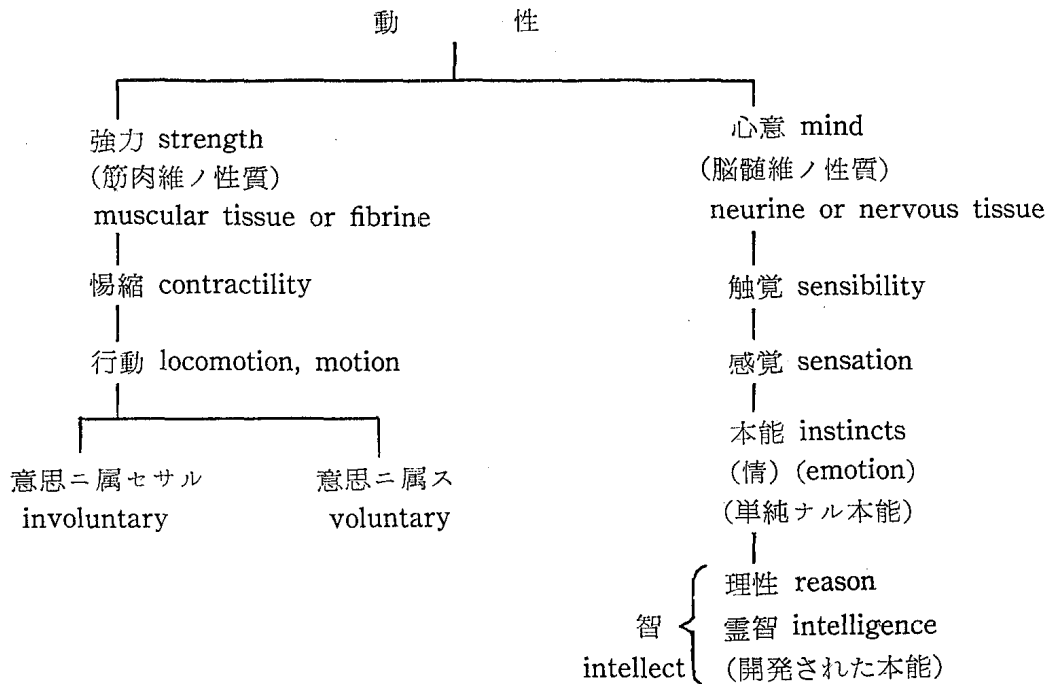 動性
強力 strength
(筋肉維ノ性質)
muscular tissue or fibrine
惕縮 contractility
行動 locomotion, motion
意思ニ属セサル
involuntary
意思ニ属ス
voluntary
心意 mind
(脳髄維ノ性質)
neurine or nervous tissue
触覚 sensibility
感覚 sensation
本能 instincts
(情) (emotion)
(単純ナル本能)
智
intellect
理性 reason
霊智 intelligence
(開発された本能)